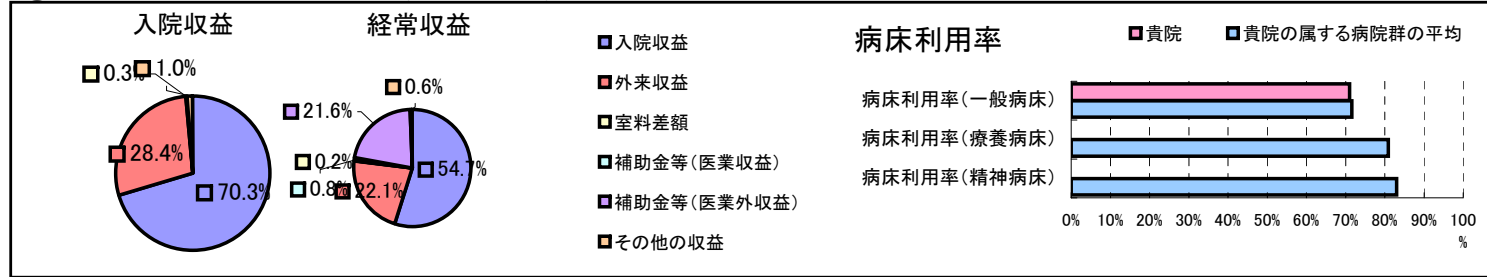 入院収益
0.3%
1.0%
28.4%
70.3%
経常収益
0.6%
21.6%
0.2%
0.8%
22.1%
54.7%
入院収益
外来収益
室料差額
補助金等(医業収益)
補助金等(医業外収益)
その他の収益
病床利用率
貴院
貴院の属する病院群の平均
病床利用率(一般病床)
病床利用率(療養病床)
病床利用率(精神病床)
0% 10% 20% 30% 40% 50% 60% 70% 80% 90% 100
%